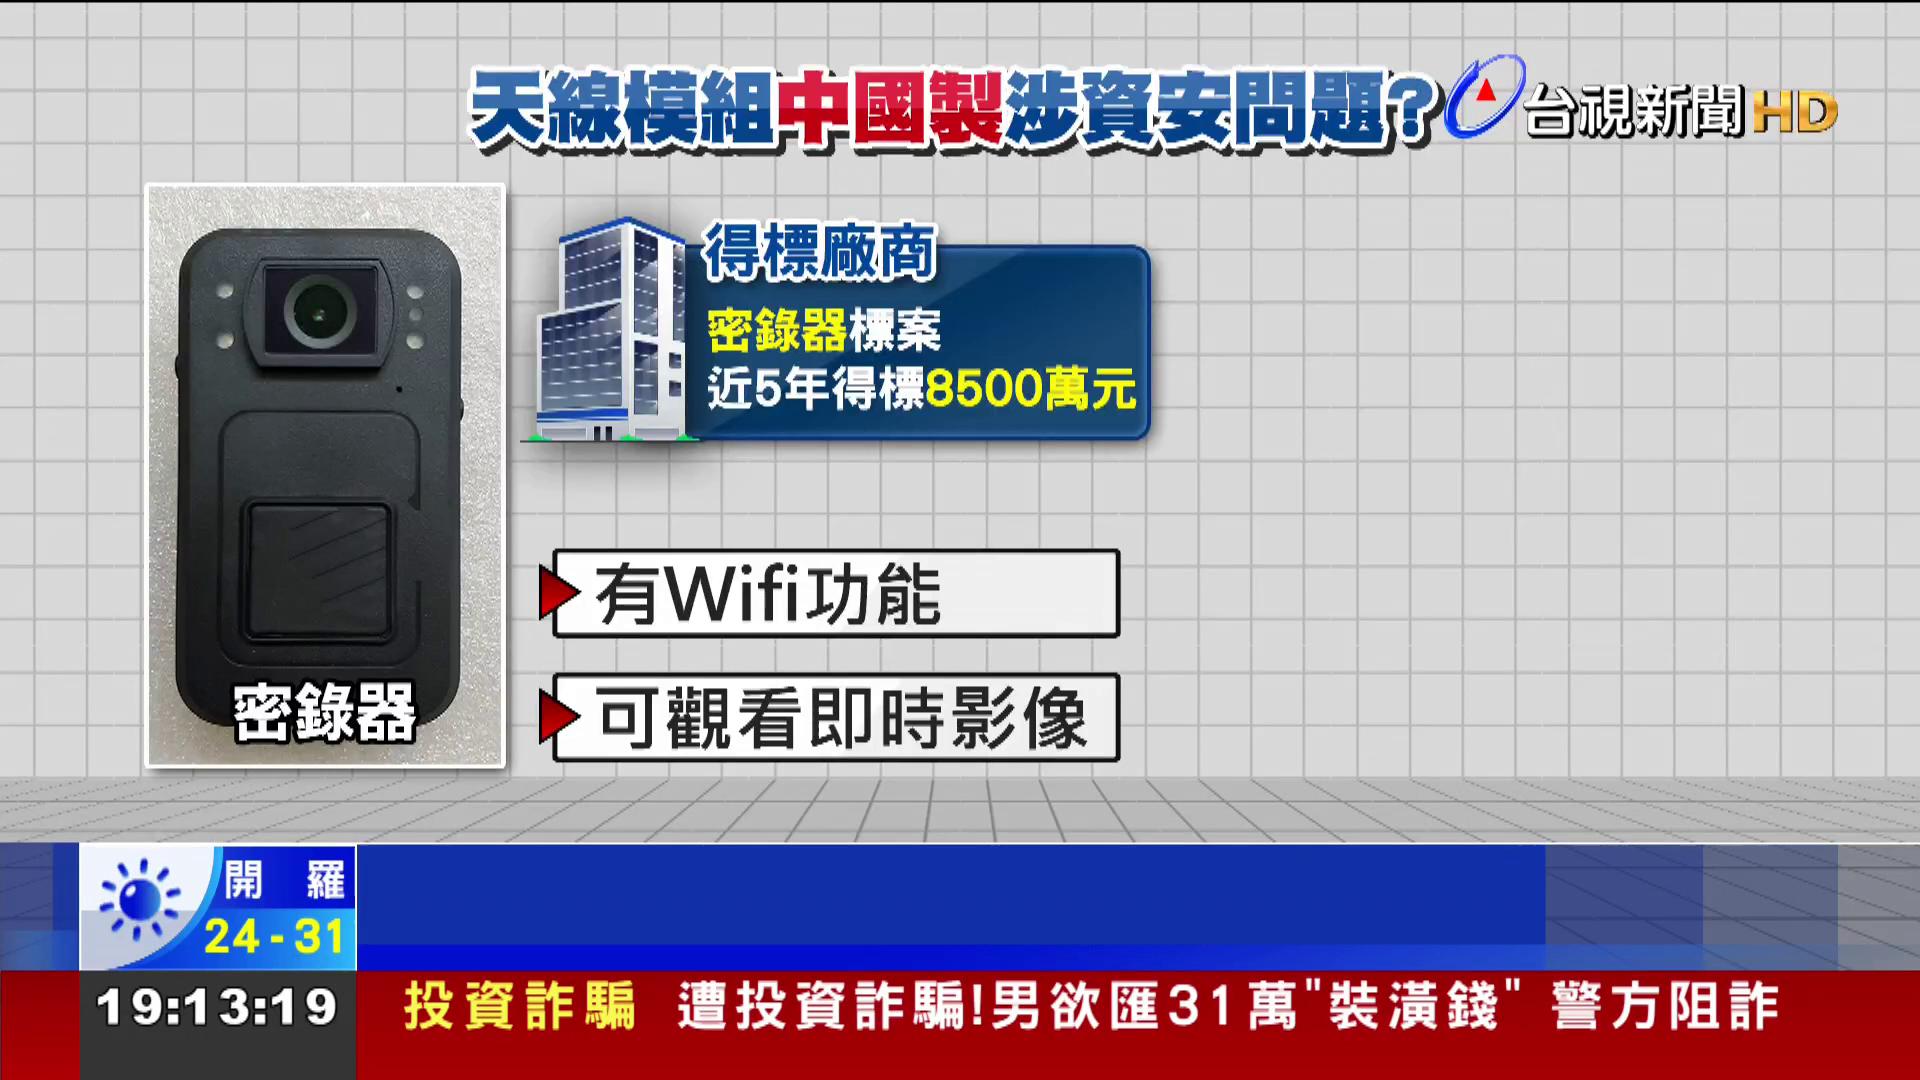 天線模組中國製涉資安問題?
台視新聞HD
得標廠商
密錄器標案
近5年得標8500萬元
有Wifi功能
可觀看即時影像
密錄器
開 羅
24-31
19:13:19
投資詐騙 遭投資詐騙!男欲匯31萬"裝潢錢" 警方阻詐